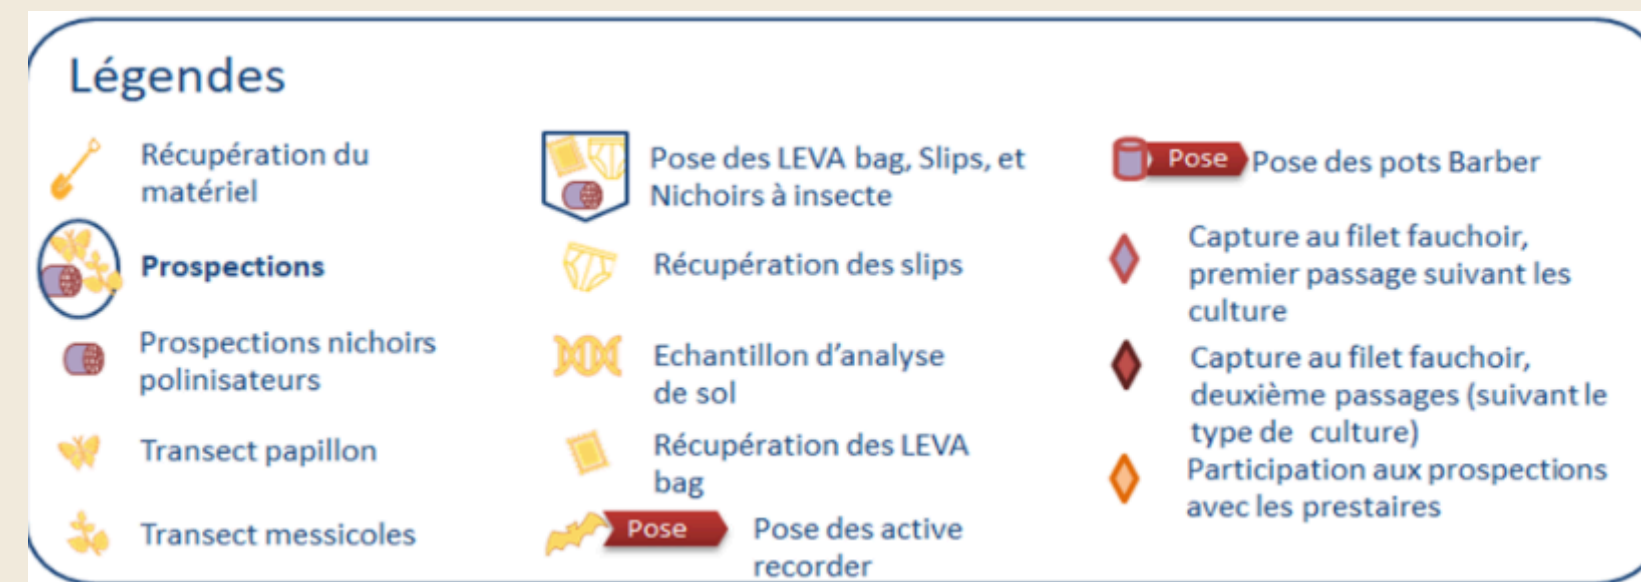 Légendes
Récupération du
matériel
Prospections
Prospections nichoirs
polinisateurs
Transect papillon
Transect messicoles
Pose des LEVA bag, Slips, et
Nichoirs à insecte
Récupération des slips
Echantillon d'analyse
de sol
Récupération des LEVA
bag
Pose
Pose des active
recorder
Pose
Pose des pots Barber
Capture au filet fauchoir,
premier passage suivant les
culture
Capture au filet fauchoir,
deuxième passages (suivant le
type de culture)
Participation aux prospections
avec les prestaires